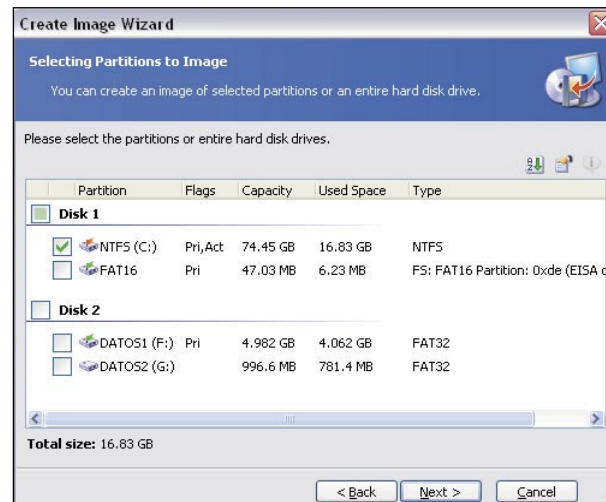 Create Image Wizard
Selecting Partitions to Image
You can create an image of selected partitions or an entire hard disk drive.
Please select the partitions or entire hard disk drives.
Partition Flags Capacity Used Space Type
Disk 1
NTFS (C:) Pri,Act 74.45 GB 16.83 GB NTFS
FAT16 Pri 47.03 MB 6.23 MB FS: FAT16 Partition: 0xde (EISA
Disk 2
DATOS1 (F:) Pri 4.982 GB 4.062 GB FAT32
DATOS2 (G:) 996.6 MB 781.4 MB FAT32
Total size: 16.83 GB
< Back Next > Cancel